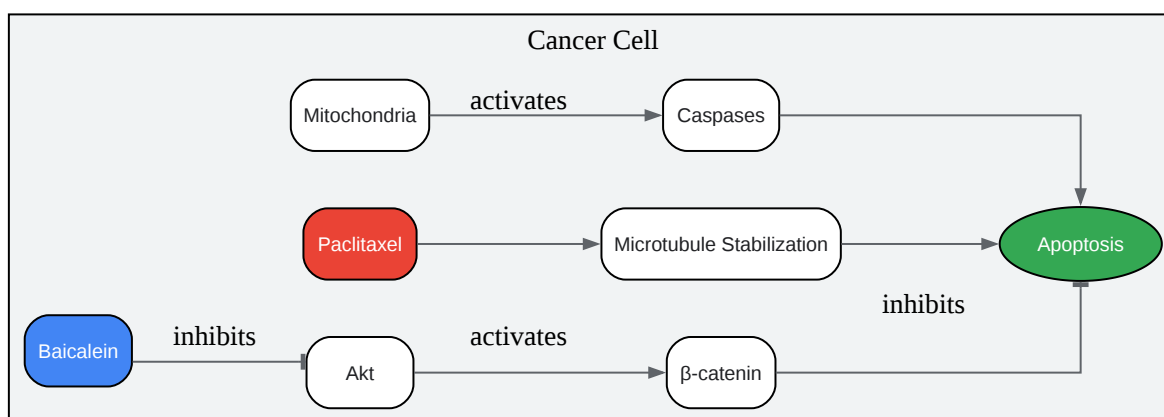 Cancer Cell
Mitochondria
activates
Caspases
Paclitaxel
Microtubule Stabilization
Apoptosis
inhibits
Baicalein
inhibits
Akt
activates
β-catenin